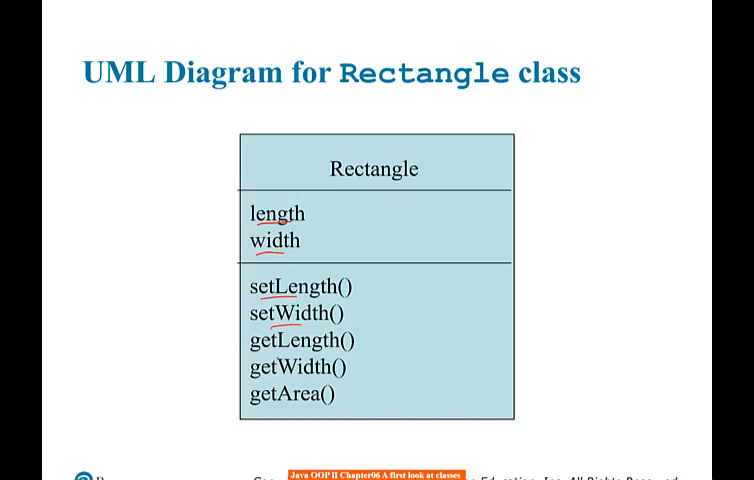 UML Diagram for Rectangle class
Rectangle
length
width
setLength()
setWidth()
getLength()
getWidth()
getArea()
Java OOP II Chapter06 A first look at classes